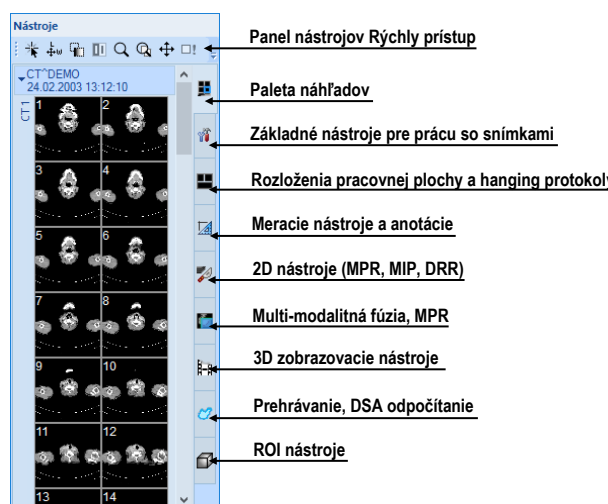 Nástroje
Panel nástrojov Rýchly prístup
CT^DEMO
24.02.2003 13:12:10
Paleta náhľadov
CT 1
1 2
Základné nástroje pre prácu so snímkami
3 4
Rozloženia pracovnej plochy a hanging protokoly
5 6
Meracie nástroje a anotácie
2D nástroje (MPR, MIP, DRR)
7 8
Multi-modalitná fúzia, MPR
9 10
3D zobrazovacie nástroje
Prehrávanie, DSA odpočítanie
11 12
ROI nástroje
13 14